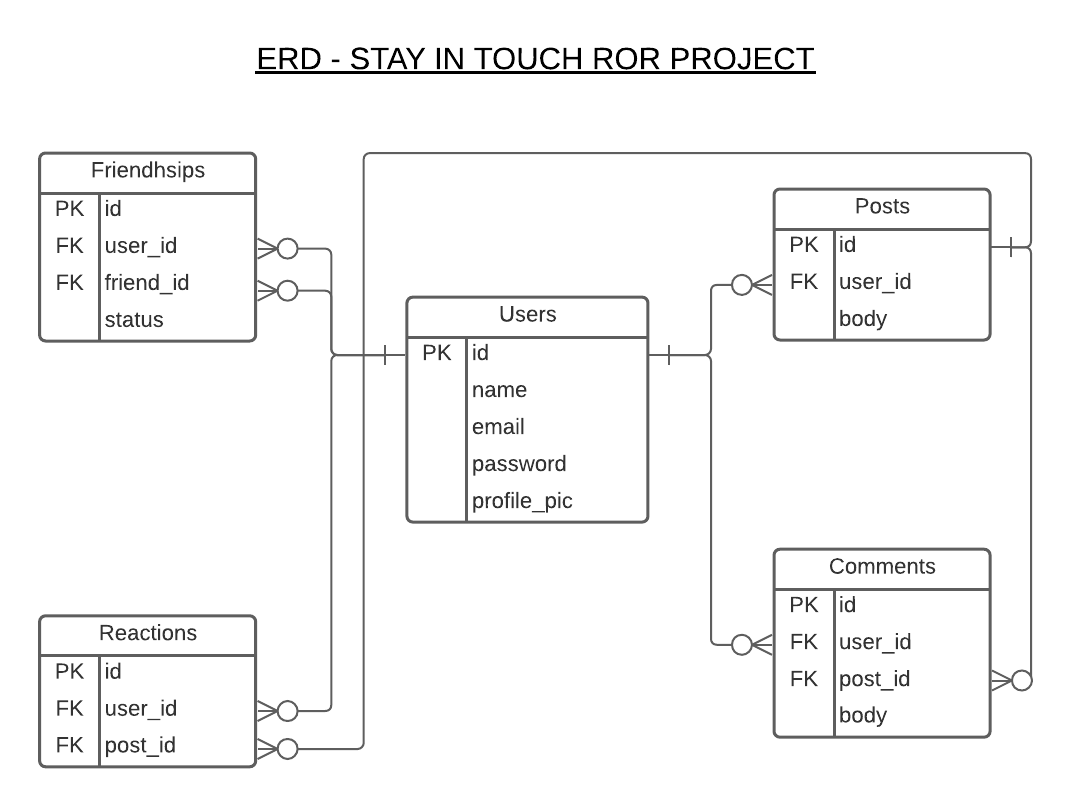 ERD - STAY IN TOUCH ROR PROJECT
Friendhsips
PK id
FK user_id
FK friend_id
status
Posts
PK id
FK user_id
body
Users
PK id
name
email
password
profile_pic
Comments
PK id
FK user_id
FK post_id
body
Reactions
PK id
FK user_id
FK post_id